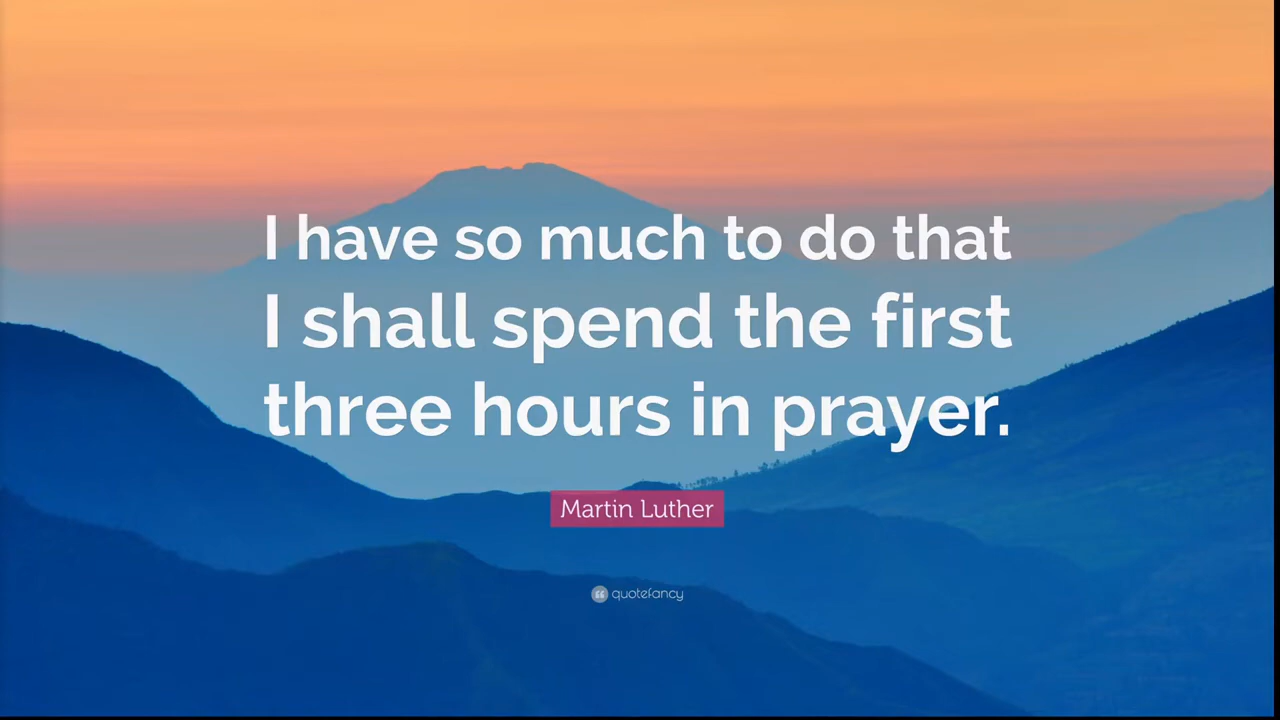 I have so much to do that
I shall spend the first
three hours in prayer.
Martin Luther
quotefancy